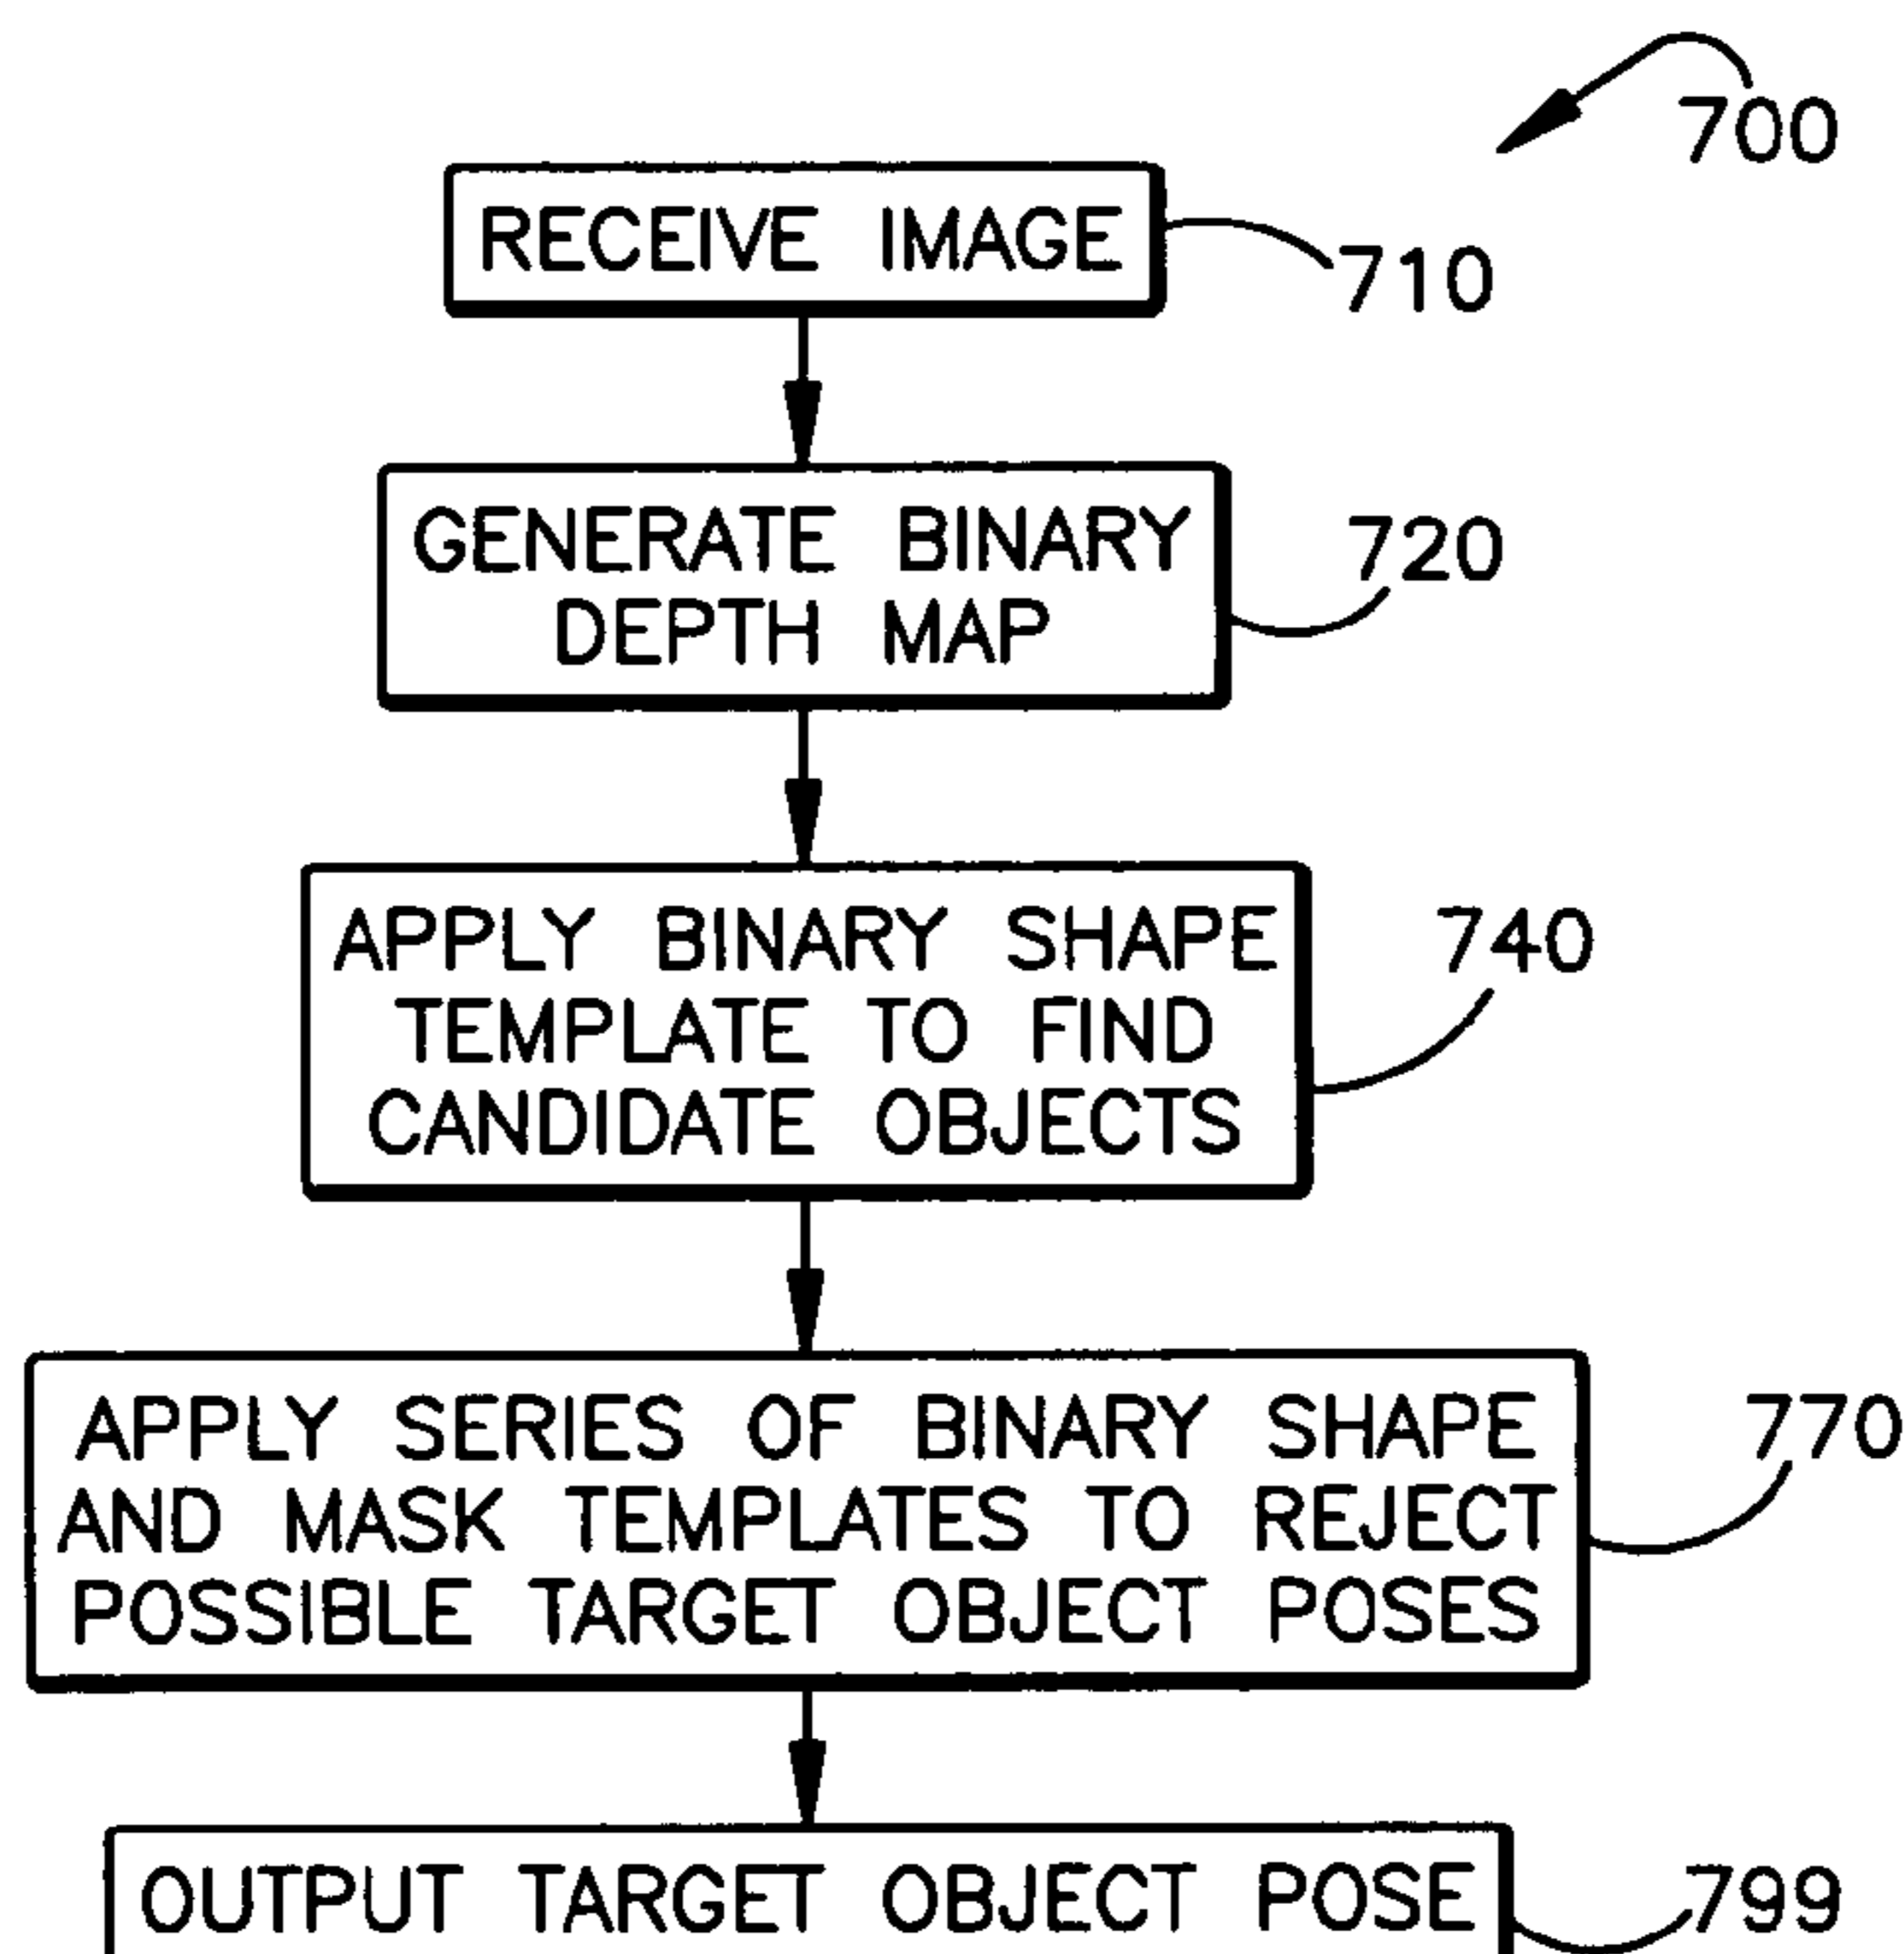 700
RECEIVE IMAGE
710
GENERATE BINARY
DEPTH MAP
720
APPLY BINARY SHAPE
TEMPLATE TO FIND
CANDIDATE OBJECTS
740
APPLY SERIES OF BINARY SHAPE
AND MASK TEMPLATES TO REJECT
POSSIBLE TARGET OBJECT POSES
770
OUTPUT TARGET OBJECT POSE
799